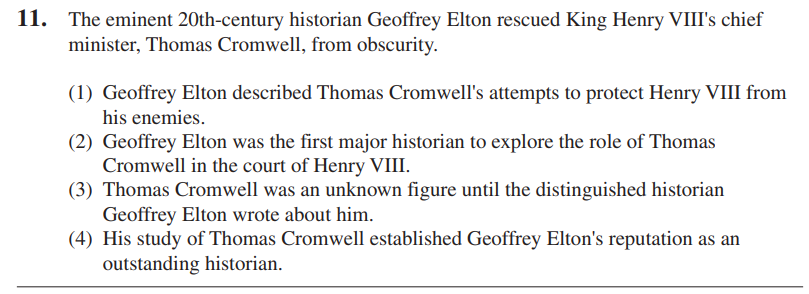 11. The eminent 20th-century historian Geoffrey Elton rescued King Henry VIII's chief
minister, Thomas Cromwell, from obscurity.
(1) Geoffrey Elton described Thomas Cromwell's attempts to protect Henry VIII from
his enemies.
(2) Geoffrey Elton was the first major historian to explore the role of Thomas
Cromwell in the court of Henry VIII.
(3) Thomas Cromwell was an unknown figure until the distinguished historian
Geoffrey Elton wrote about him.
(4) His study of Thomas Cromwell established Geoffrey Elton's reputation as an
outstanding historian.